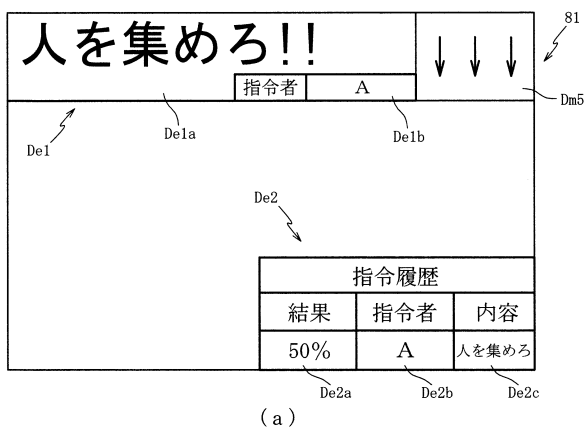 人を集めろ!!
指令者 A
81
Dm5
De1
De1a
De1b
De2
指令履歴
結果 指令者 内容
50% A 人を集めろ
De2a De2b De2c
(a)